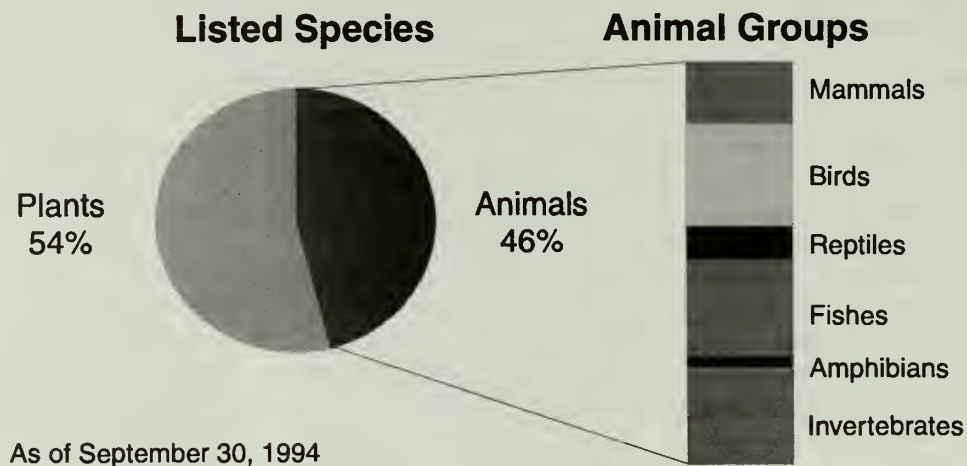 Listed Species
Animal Groups
Plants
54%
Animals
46%
Mammals
Birds
Reptiles
Fishes
Amphibians
Invertebrates
As of September 30, 1994